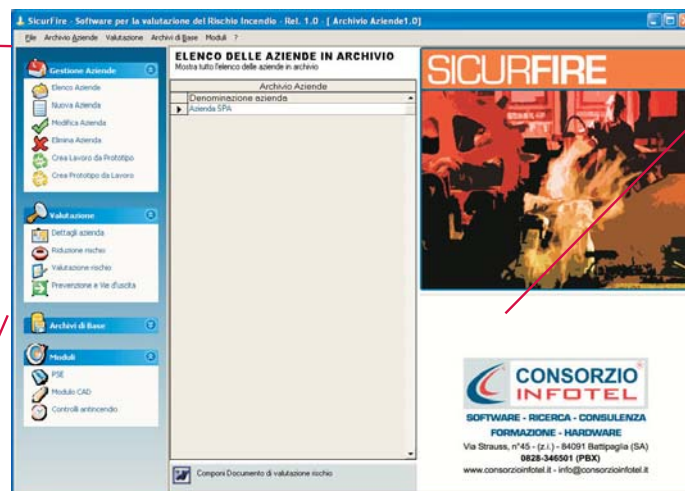 SicurFire - Software per la valutazione del Rischio Incendio - Rel. 1.0 - [ Archivio Aziende1.0]
File Archivio Aziende Valutazione Archivi di Base Moduli ?
Gestione Aziende
Elenco Aziende
Nuova Azienda
Modifica Azienda
Elimina Azienda
Crea Lavoro da Prototipo
Crea Prototipo da Lavoro
Valutazione
Dettagli azienda
Riduzione rischio
Valutazione rischio
Prevenzione e Vie d'uscita
Archivi di Base
Moduli
PSE
Modulo CAD
Controlli antincendio
ELENCO DELLE AZIENDE IN ARCHIVIO
Mostra tutto l'elenco delle aziende in archivio
Archivio Aziende
Denominazione azienda
Azienda SPA
Componi Documento di valutazione rischio
SICURFIRE
CONSORZIO
INFOTEL
SOFTWARE - RICERCA - CONSULENZA
FORMAZIONE - HARDWARE
Via Strauss, n°45 - (z.i.) - 84091 Battipaglia (SA)
0828-346501 (PBX)
www.consorzioinfotel.it - info@consorzioinfotel.it